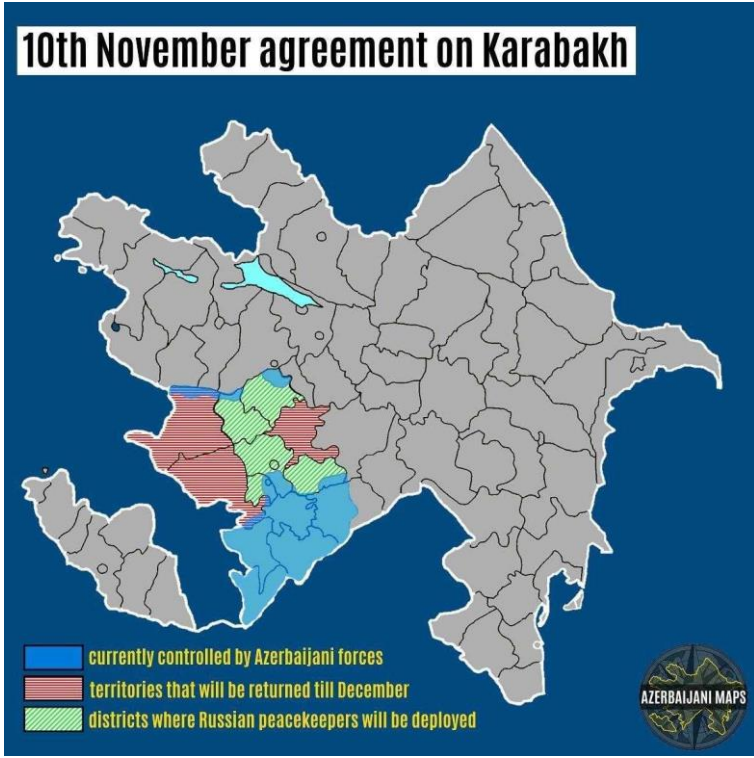 10th November agreement on Karabakh
currently controlled by Azerbaijani forces
territories that will be returned till December
districts where Russian peacekeepers will be deployed
AZERBAIJANI MAPS